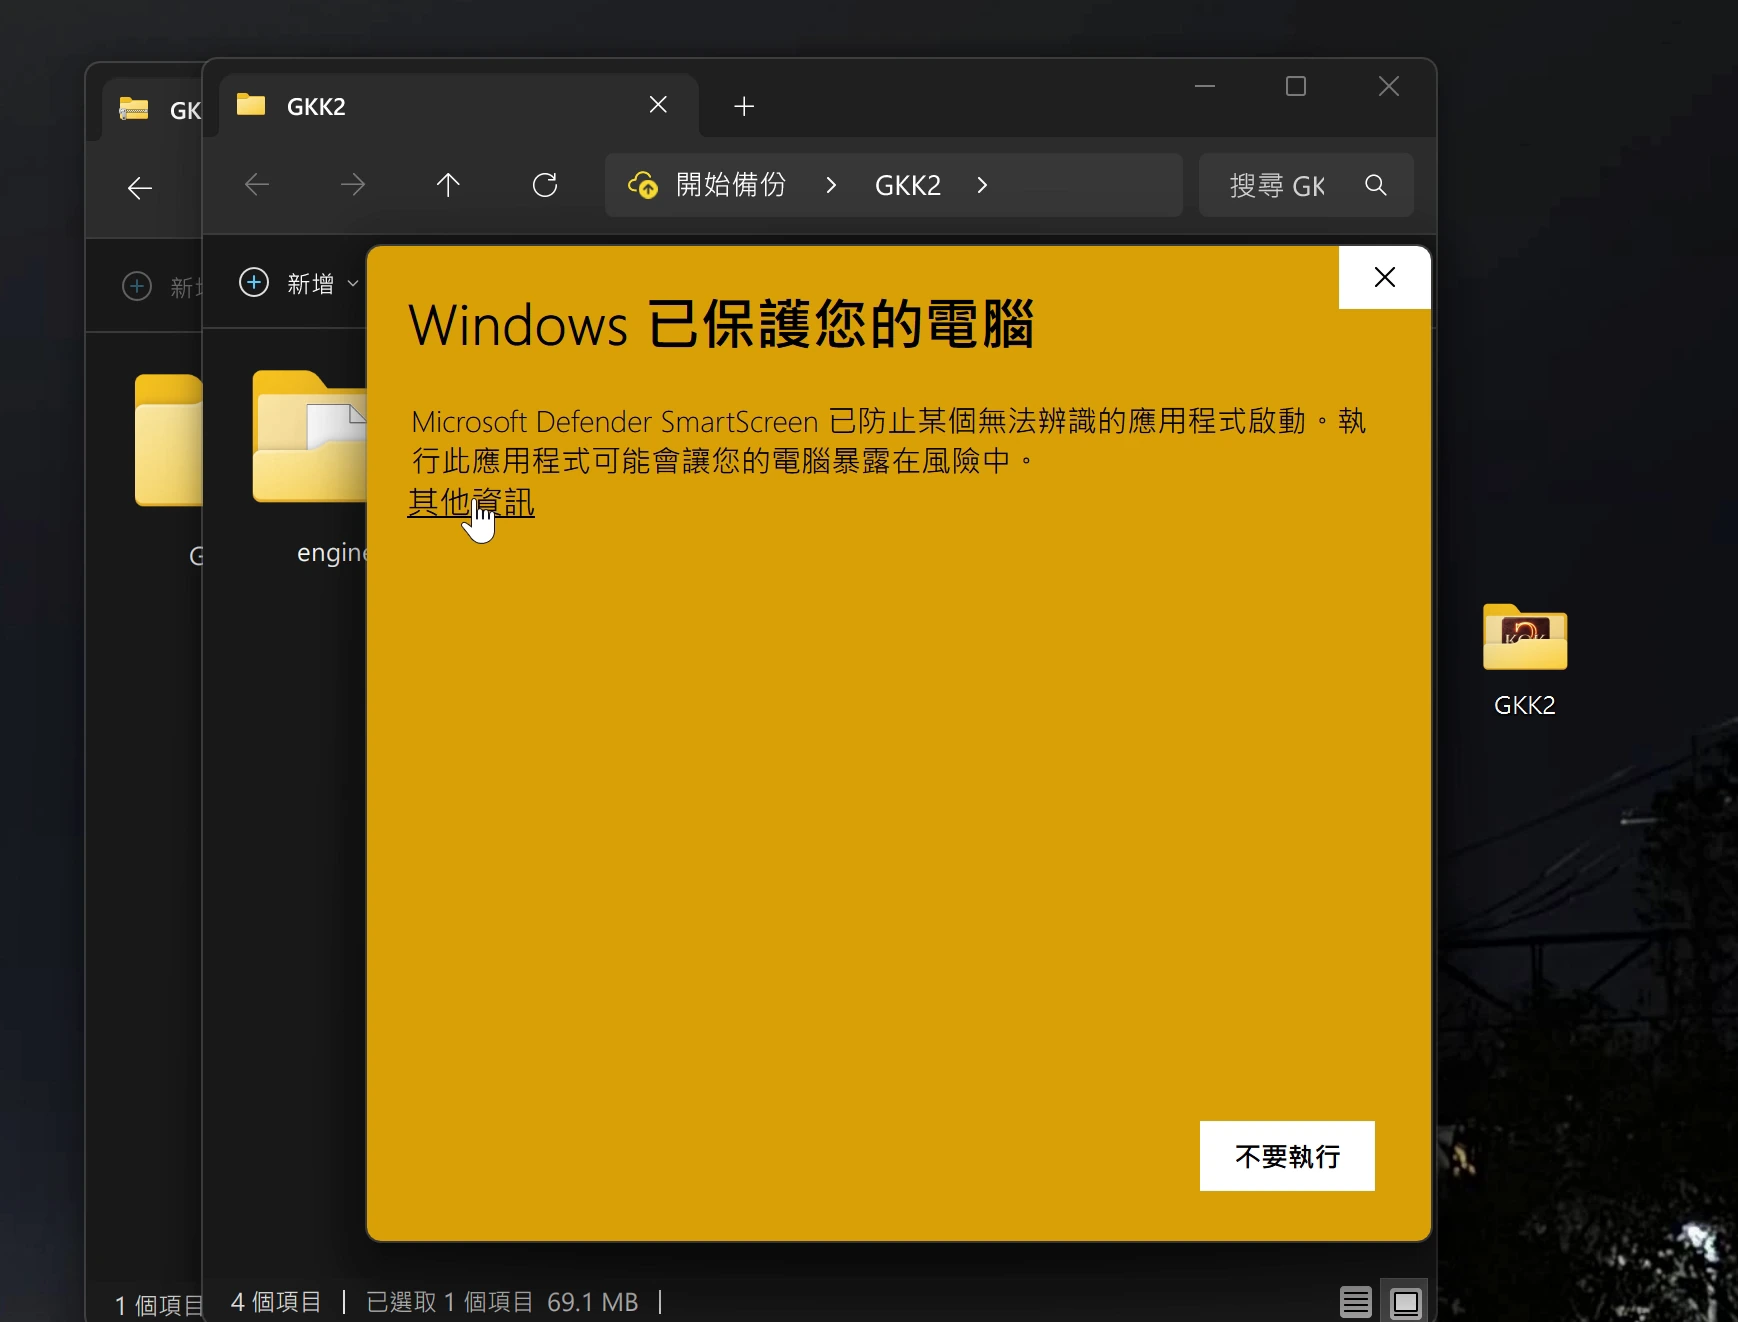 GK
GKK2
開始備份
GKK2
搜尋 GK
新增
Windows 已保護您的電腦
Microsoft Defender SmartScreen 已防止某個無法辨識的應用程式啟動。執
行此應用程式可能會讓您的電腦暴露在風險中。
其他資訊
engine
G
GKK2
不要執行
1 個項目
4 個項目
已選取 1 個項目 69.1 MB